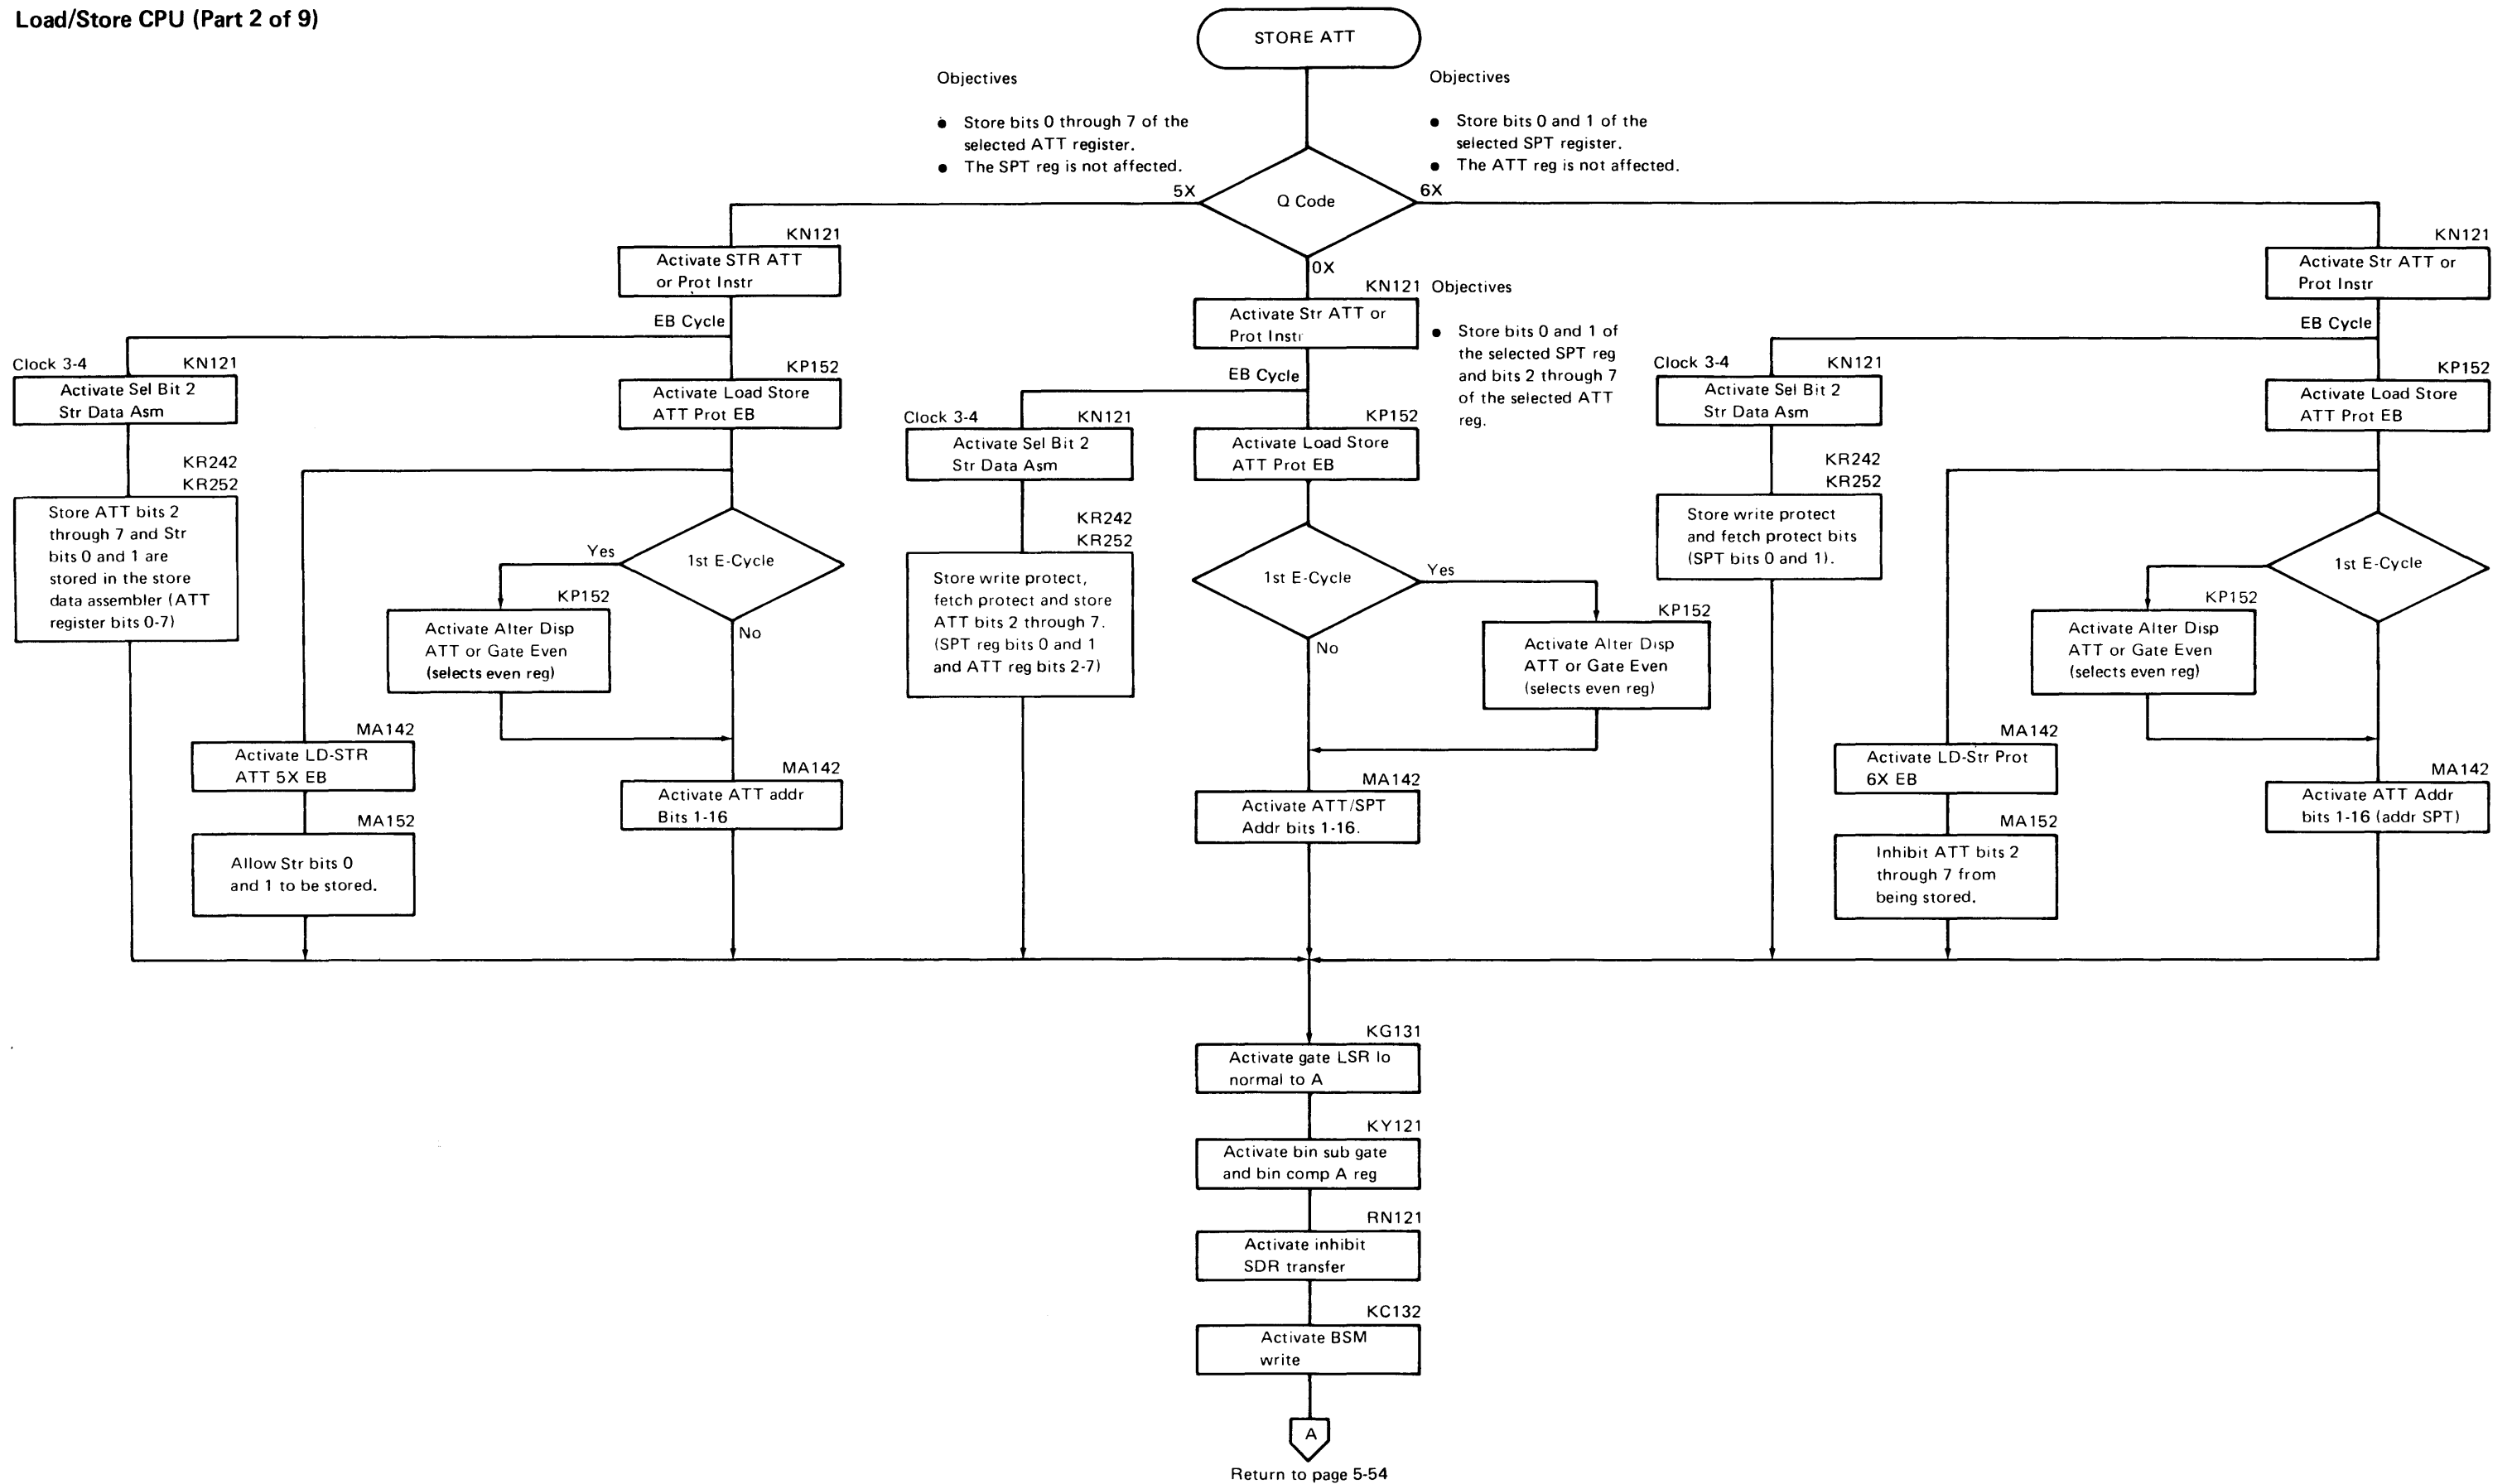 Load/Store CPU (Part 2 of 9)
STORE ATT
Objectives
• Store bits 0 through 7 of the
selected ATT register.
• The SPT reg is not affected.
Objectives
• Store bits 0 and 1 of the
selected SPT register.
• The ATT reg is not affected.
5X
Q Code
6X
0X
KN121
Activate STR ATT
or Prot Instr
EB Cycle
Clock 3-4
KN121
Activate Sel Bit 2
Str Data Asm
KR242
KR252
Store ATT bits 2
through 7 and Str
bits 0 and 1 are
stored in the store
data assembler (ATT
register bits 0-7)
KP152
Activate Load Store
ATT Prot EB
1st E-Cycle
Yes
No
KP152
Activate Alter Disp
ATT or Gate Even
(selects even reg)
MA142
Activate LD-STR
ATT 5X EB
MA152
Allow Str bits 0
and 1 to be stored.
MA142
Activate ATT addr
Bits 1-16
KN121
Activate Str ATT or
Prot Instr
Objectives
• Store bits 0 and 1 of
the selected SPT reg
and bits 2 through 7
of the selected ATT
reg.
EB Cycle
Clock 3-4
KN121
Activate Sel Bit 2
Str Data Asm
KR242
KR252
Store write protect,
fetch protect and store
ATT bits 2 through 7.
(SPT reg bits 0 and 1
and ATT reg bits 2-7)
KP152
Activate Load Store
ATT Prot EB
1st E-Cycle
Yes
No
KP152
Activate Alter Disp
ATT or Gate Even
(selects even reg)
MA142
Activate ATT/SPT
Addr bits 1-16.
KN121
Activate Str ATT or
Prot Instr
EB Cycle
Clock 3-4
KN121
Activate Sel Bit 2
Str Data Asm
KR242
KR252
Store write protect
and fetch protect bits
(SPT bits 0 and 1).
KP152
Activate Load Store
ATT Prot EB
1st E-Cycle
KP152
Activate Alter Disp
ATT or Gate Even
(selects even reg)
MA142
Activate LD-Str Prot
6X EB
MA152
Inhibit ATT bits 2
through 7 from
being stored.
MA142
Activate ATT Addr
bits 1-16 (addr SPT)
KG131
Activate gate LSR lo
normal to A
KY121
Activate bin sub gate
and bin comp A reg
RN121
Activate inhibit
SDR transfer
KC132
Activate BSM
write
A
Return to page 5-54